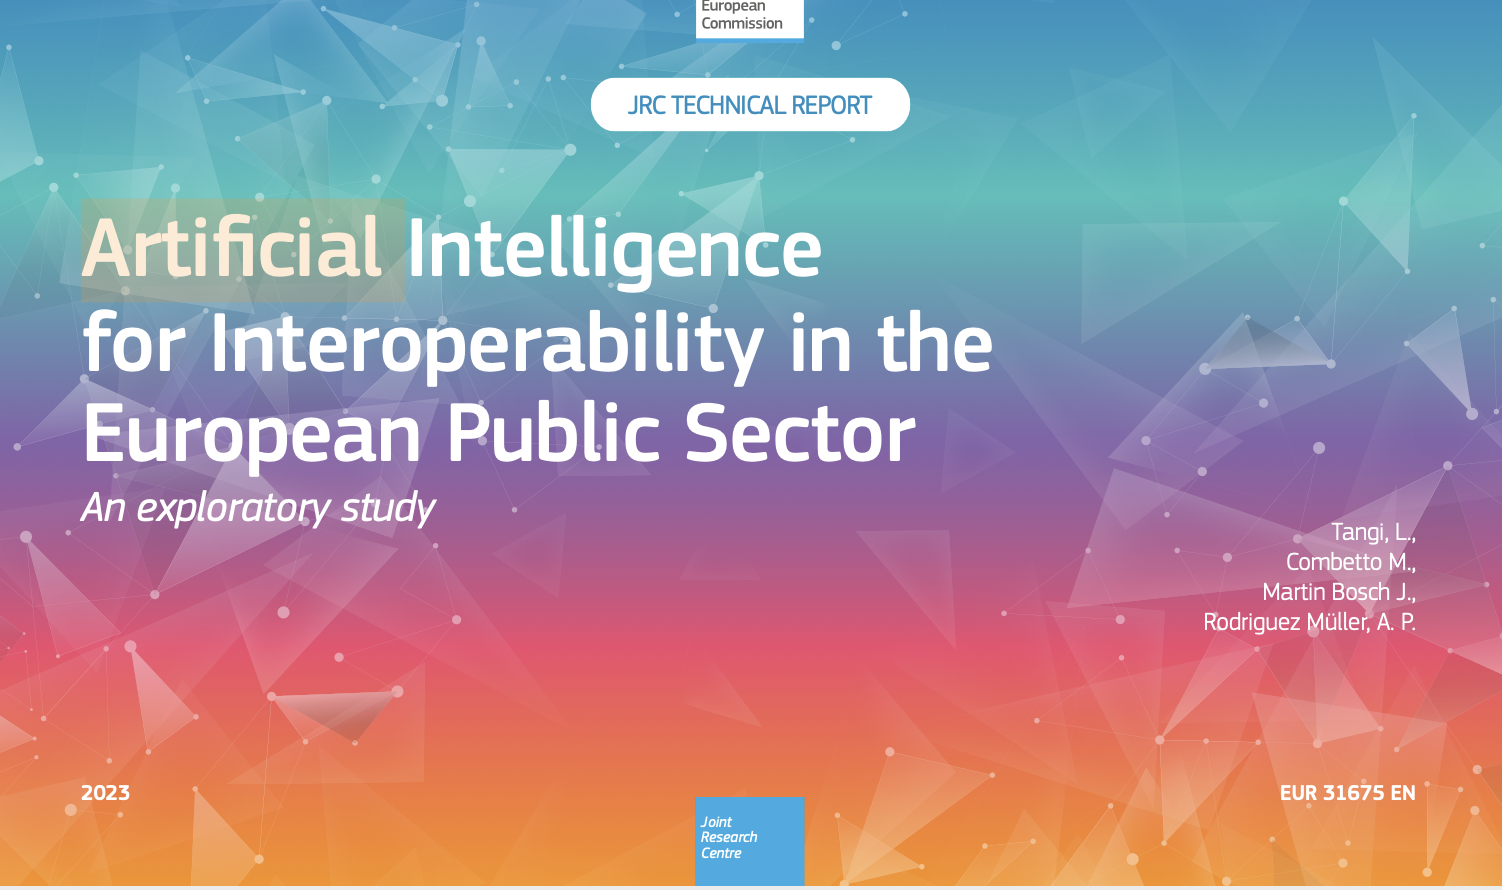 European
Commission
JRC TECHNICAL REPORT
Artificial Intelligence
for Interoperability in the
European Public Sector
An exploratory study
Tangi, L.,
Combetto M.,
Martin Bosch J.,
Rodriguez Müller, A. P.
2023
EUR 31675 EN
Joint
Research
Centre